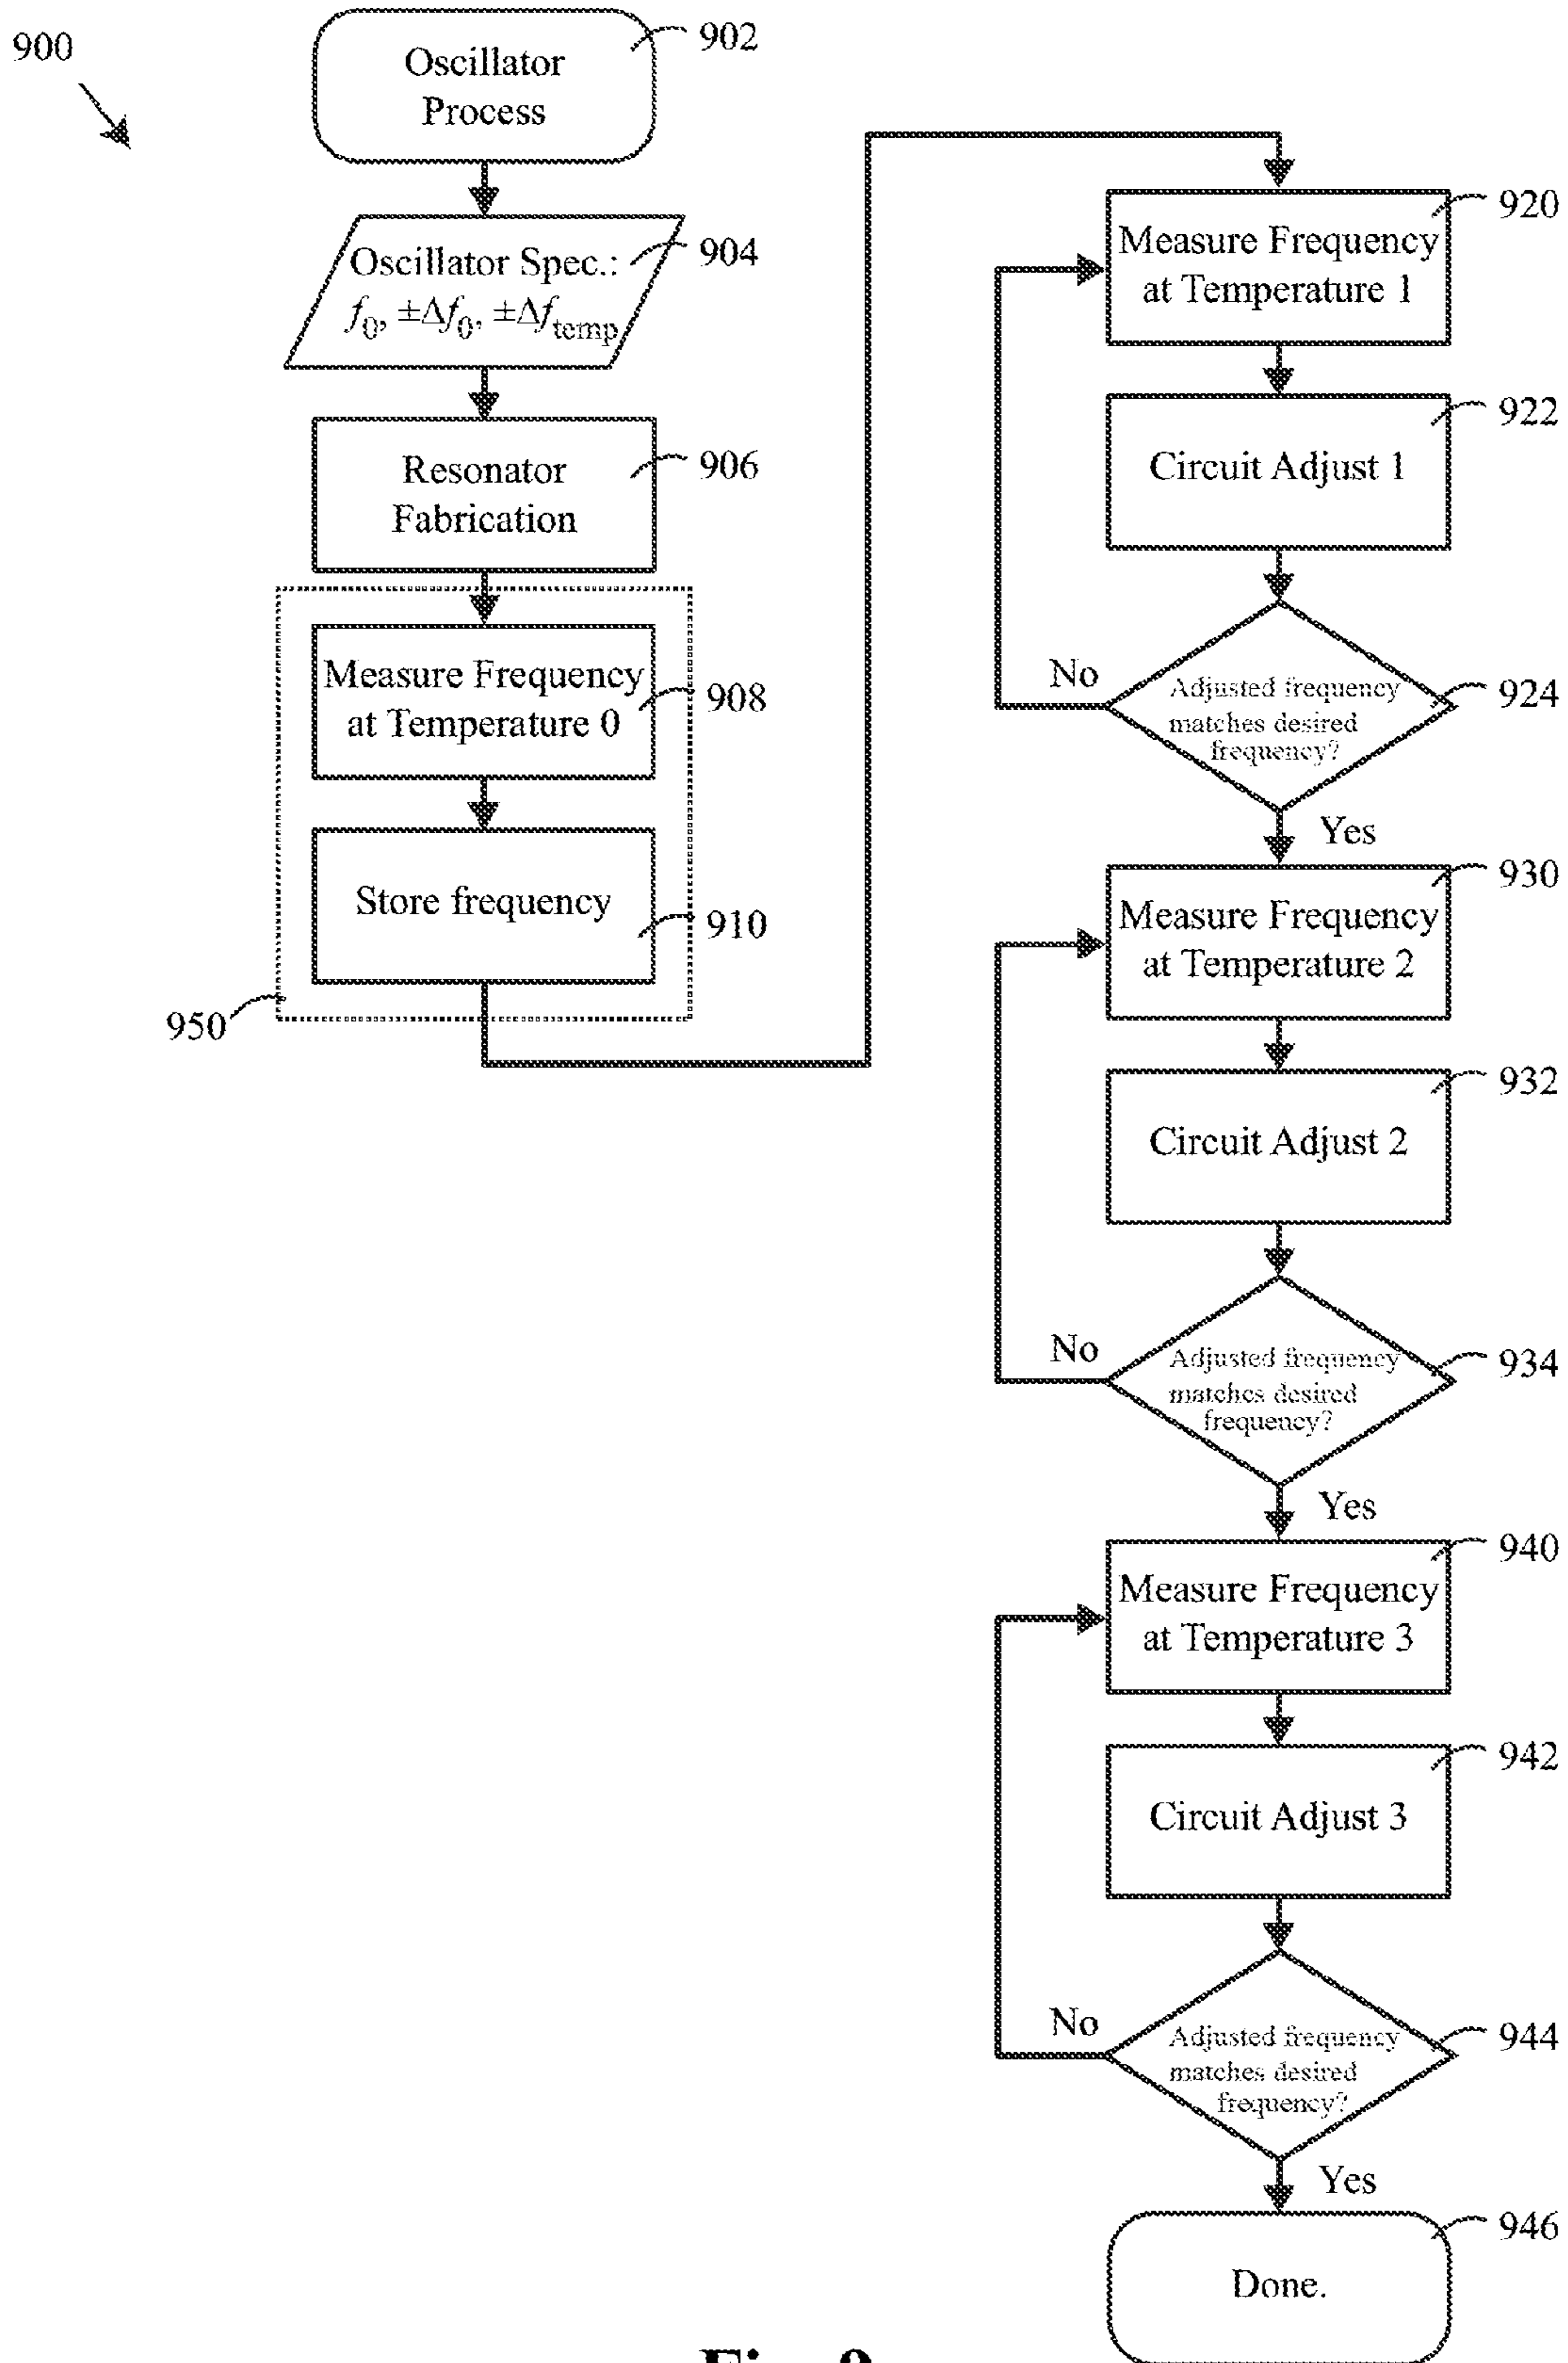 900
Oscillator
Process
902
Oscillator Spec.:
f0, ±Δf0, ±Δftemp
904
Resonator
Fabrication
906
Measure Frequency
at Temperature 0
908
Store frequency
910
950
Measure Frequency
at Temperature 1
920
Circuit Adjust 1
922
Adjusted frequency
matches desired
frequency?
924
No
Yes
Measure Frequency
at Temperature 2
930
Circuit Adjust 2
932
Adjusted frequency
matches desired
frequency?
934
No
Yes
Measure Frequency
at Temperature 3
940
Circuit Adjust 3
942
Adjusted frequency
matches desired
frequency?
944
No
Yes
Done.
946